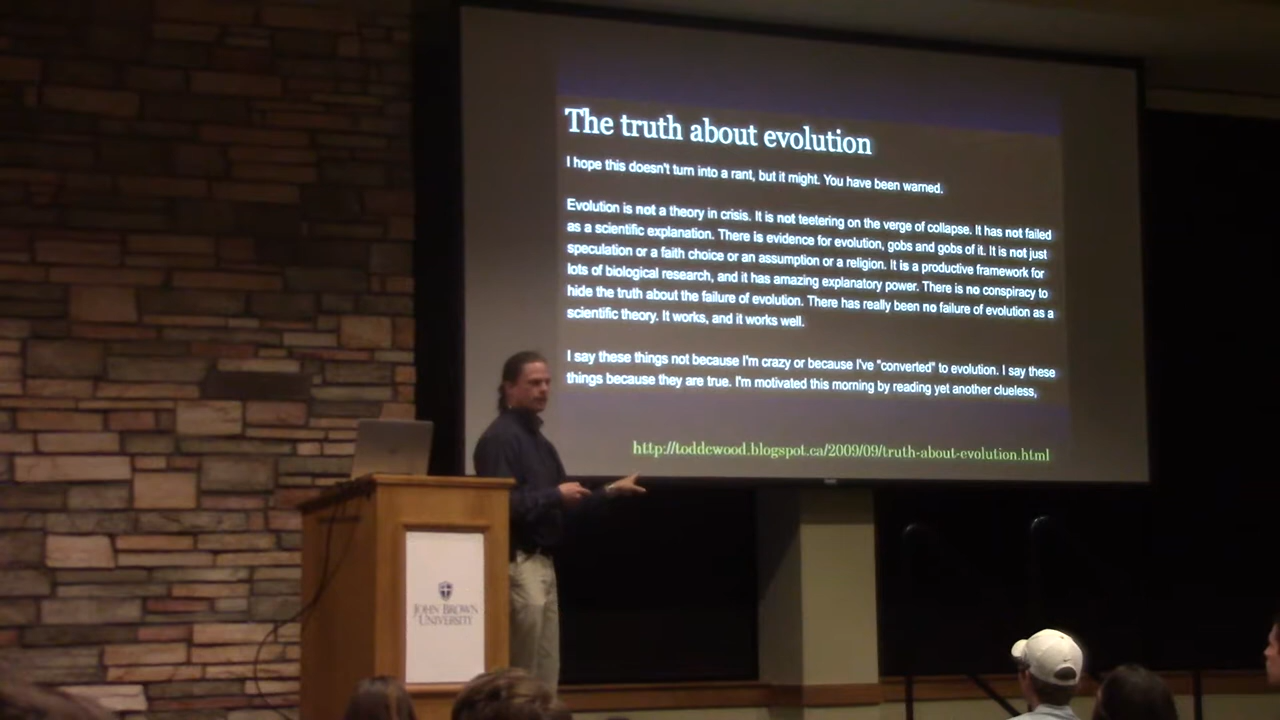 The truth about evolution
I hope this doesn't turn into a rant, but it might. You have been warned.
Evolution is not a theory in crisis. It is not teetering on the verge of collapse. It has not failed
as a scientific explanation. There is evidence for evolution, gobs and gobs of it. It is not just
speculation or a faith choice or an assumption or a religion. It is a productive framework for
lots of biological research, and it has amazing explanatory power. There is no conspiracy to
hide the truth about the failure of evolution. There has really been no failure of evolution as a
scientific theory. It works, and it works well.
I say these things not because I'm crazy or because I've "converted" to evolution. I say these
things because they are true. I'm motivated this morning by reading yet another clueless,
http://toddcwood.blogspot.ca/2009/09/truth-about-evolution.html
JOHN BROWN
UNIVERSITY